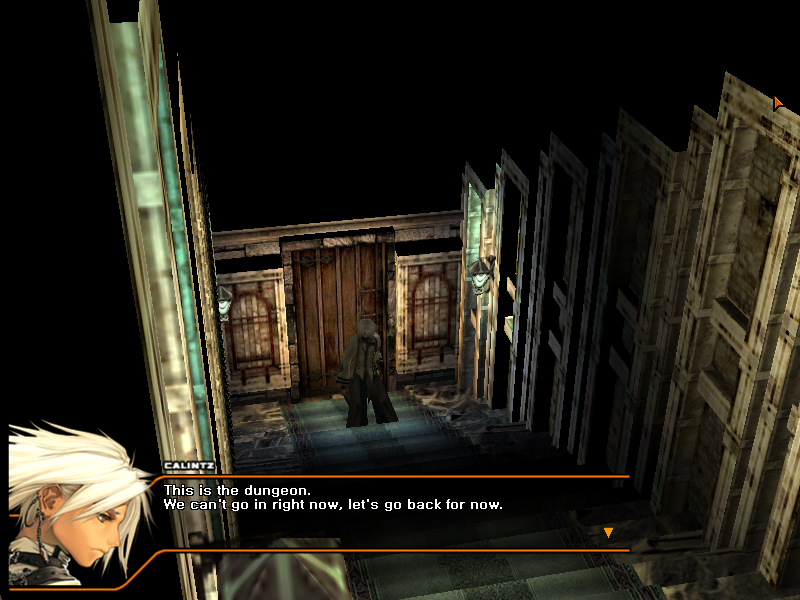 CALINTZ
This is the dungeon.
We can't go in right now, let's go back for now.